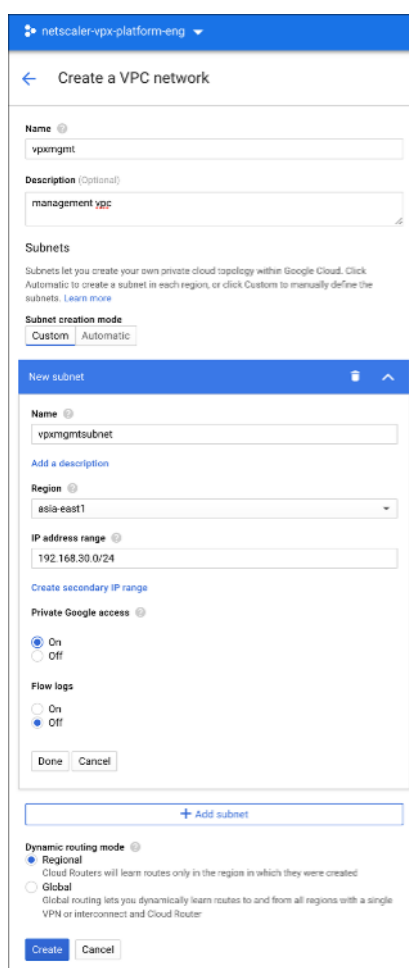 netscaler-vpx-platform-eng
Create a VPC network
Name
vpxmgmt
Description (Optional)
management vpc
Subnets
Subnets let you create your own private cloud topology within Google Cloud. Click
Automatic to create a subnet in each region, or click Custom to manually define the
subnets. Learn more
Subnet creation mode
Custom Automatic
New subnet
Name
vpxmgmtsubnet
Add a description
Region
asia-east1
IP address range
192.168.30.0/24
Create secondary IP range
Private Google access
On
Off
Flow logs
On
Off
Done Cancel
+ Add subnet
Dynamic routing mode
Regional
Cloud Routers will learn routes only in the region in which they were created
Global
Global routing lets you dynamically learn routes to and from all regions with a single
VPN or interconnect and Cloud Router
Create Cancel